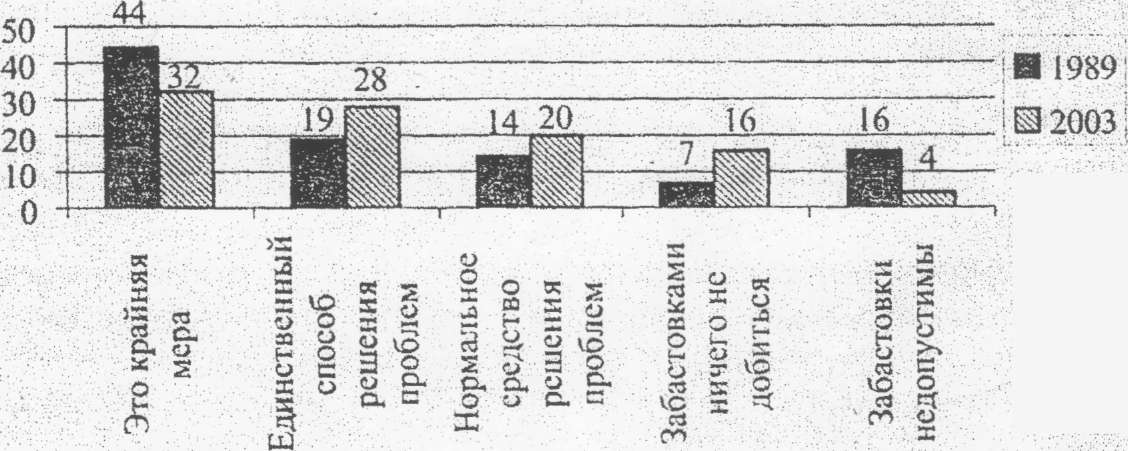 44
50
40
30
20
10
0
32
19
28
14
20
7
16
16
4
1989
2003
Это крайняя
мера
Единственный
способ
решения
проблем
Нормальное
средство
решения
проблем
Забастовками
ничего не
добиться
Забастовки
недопустимы